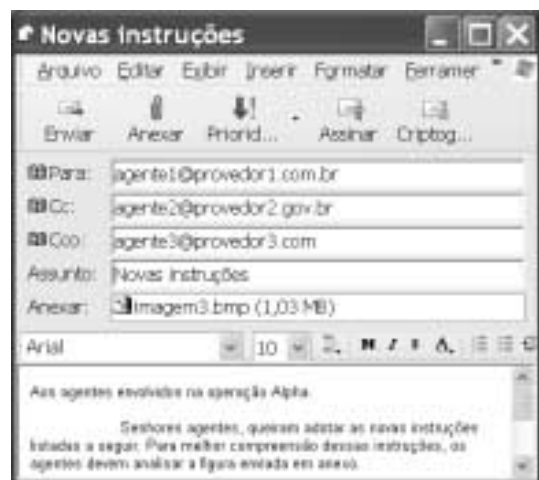 Novas instruções
Arquivo Editar Exibir Inserir Formatar Ferramer »
Enviar Anexar Priorid... Assinar Criptog...
Para: agente1@provedor1.com.br
Cc: agente2@provedor2.gov.br
Cco: agente3@provedor3.com
Assunto: Novas instruções
Anexar: imagem3.bmp (1,03 MB)
Arial 10 N I S A
Aos agentes envolvidos na operação Alpha.
Senhores agentes, queiram adotar as novas instruções
listadas a seguir. Para melhor compreensão dessas instruções, os
agentes devem analisar a figura enviada em anexo.